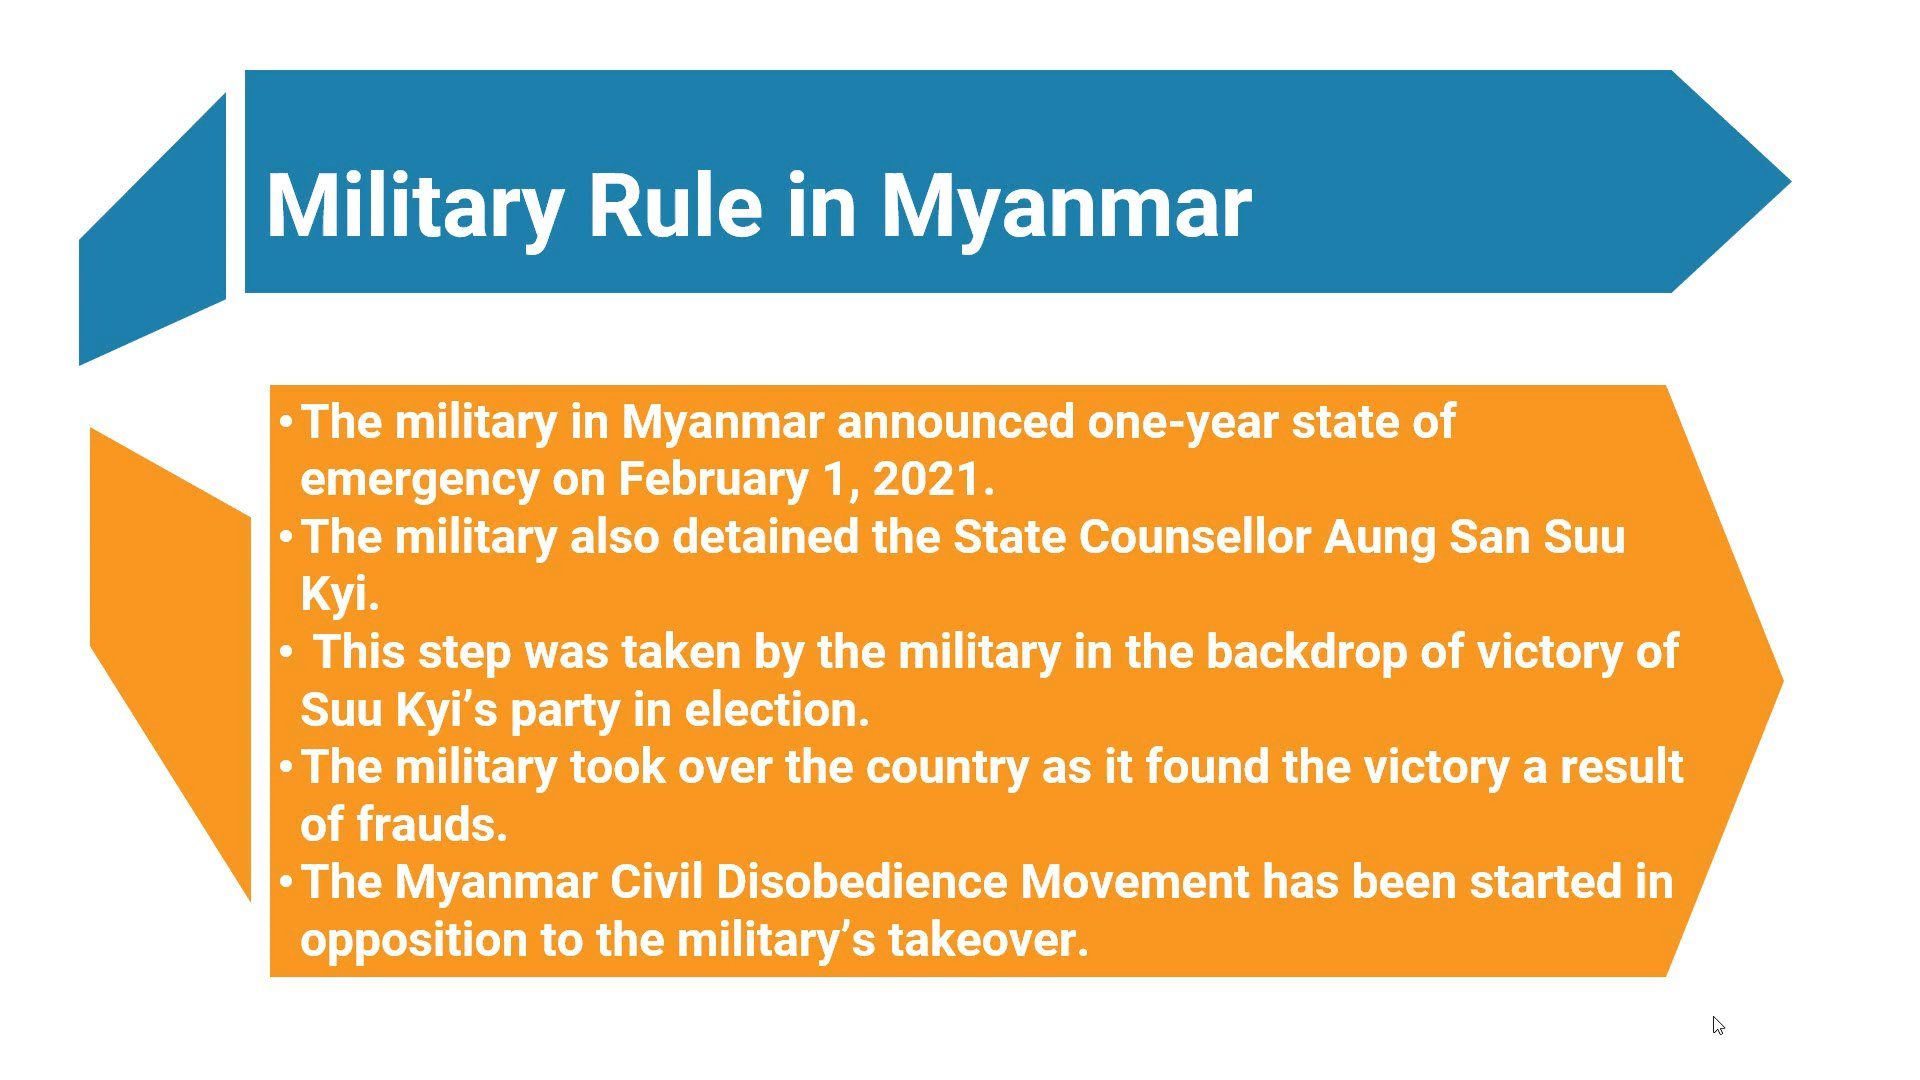 Military Rule in Myanmar
•The military in Myanmar announced one-year state of
emergency on February 1, 2021.
•The military also detained the State Counsellor Aung San Suu
Kyi.
• This step was taken by the military in the backdrop of victory of
Suu Kyi’s party in election.
•The military took over the country as it found the victory a result
of frauds.
•The Myanmar Civil Disobedience Movement has been started in
opposition to the military’s takeover.